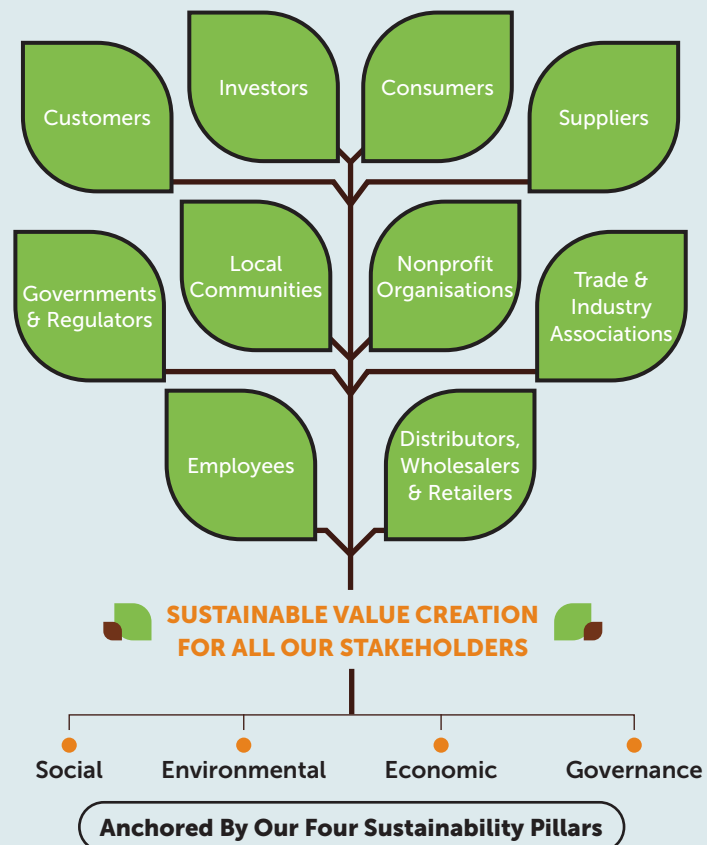 Customers
Investors
Consumers
Suppliers
Governments
& Regulators
Local
Communities
Nonprofit
Organisations
Trade &
Industry
Associations
Employees
Distributors,
Wholesalers
& Retailers
SUSTAINABLE VALUE CREATION
FOR ALL OUR STAKEHOLDERS
Social
Environmental
Economic
Governance
Anchored By Our Four Sustainability Pillars